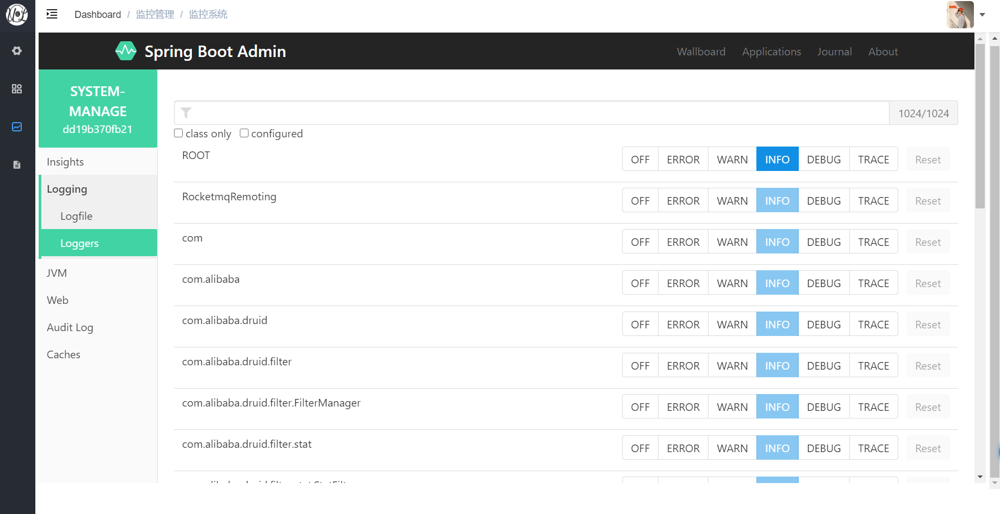 Dashboard / 监控管理 / 监控系统
Spring Boot Admin
Wallboard Applications Journal About
SYSTEM-
MANAGE
dd19b370fb21
Insights
Logging
Logfile
Loggers
JVM
Web
Audit Log
Caches
1024/1024
class only configured
ROOT OFF ERROR WARN INFO DEBUG TRACE Reset
RocketmqRemoting OFF ERROR WARN INFO DEBUG TRACE Reset
com OFF ERROR WARN INFO DEBUG TRACE Reset
com.alibaba OFF ERROR WARN INFO DEBUG TRACE Reset
com.alibaba.druid OFF ERROR WARN INFO DEBUG TRACE Reset
com.alibaba.druid.filter OFF ERROR WARN INFO DEBUG TRACE Reset
com.alibaba.druid.filter.FilterManager OFF ERROR WARN INFO DEBUG TRACE Reset
com.alibaba.druid.filter.stat OFF ERROR WARN INFO DEBUG TRACE Reset